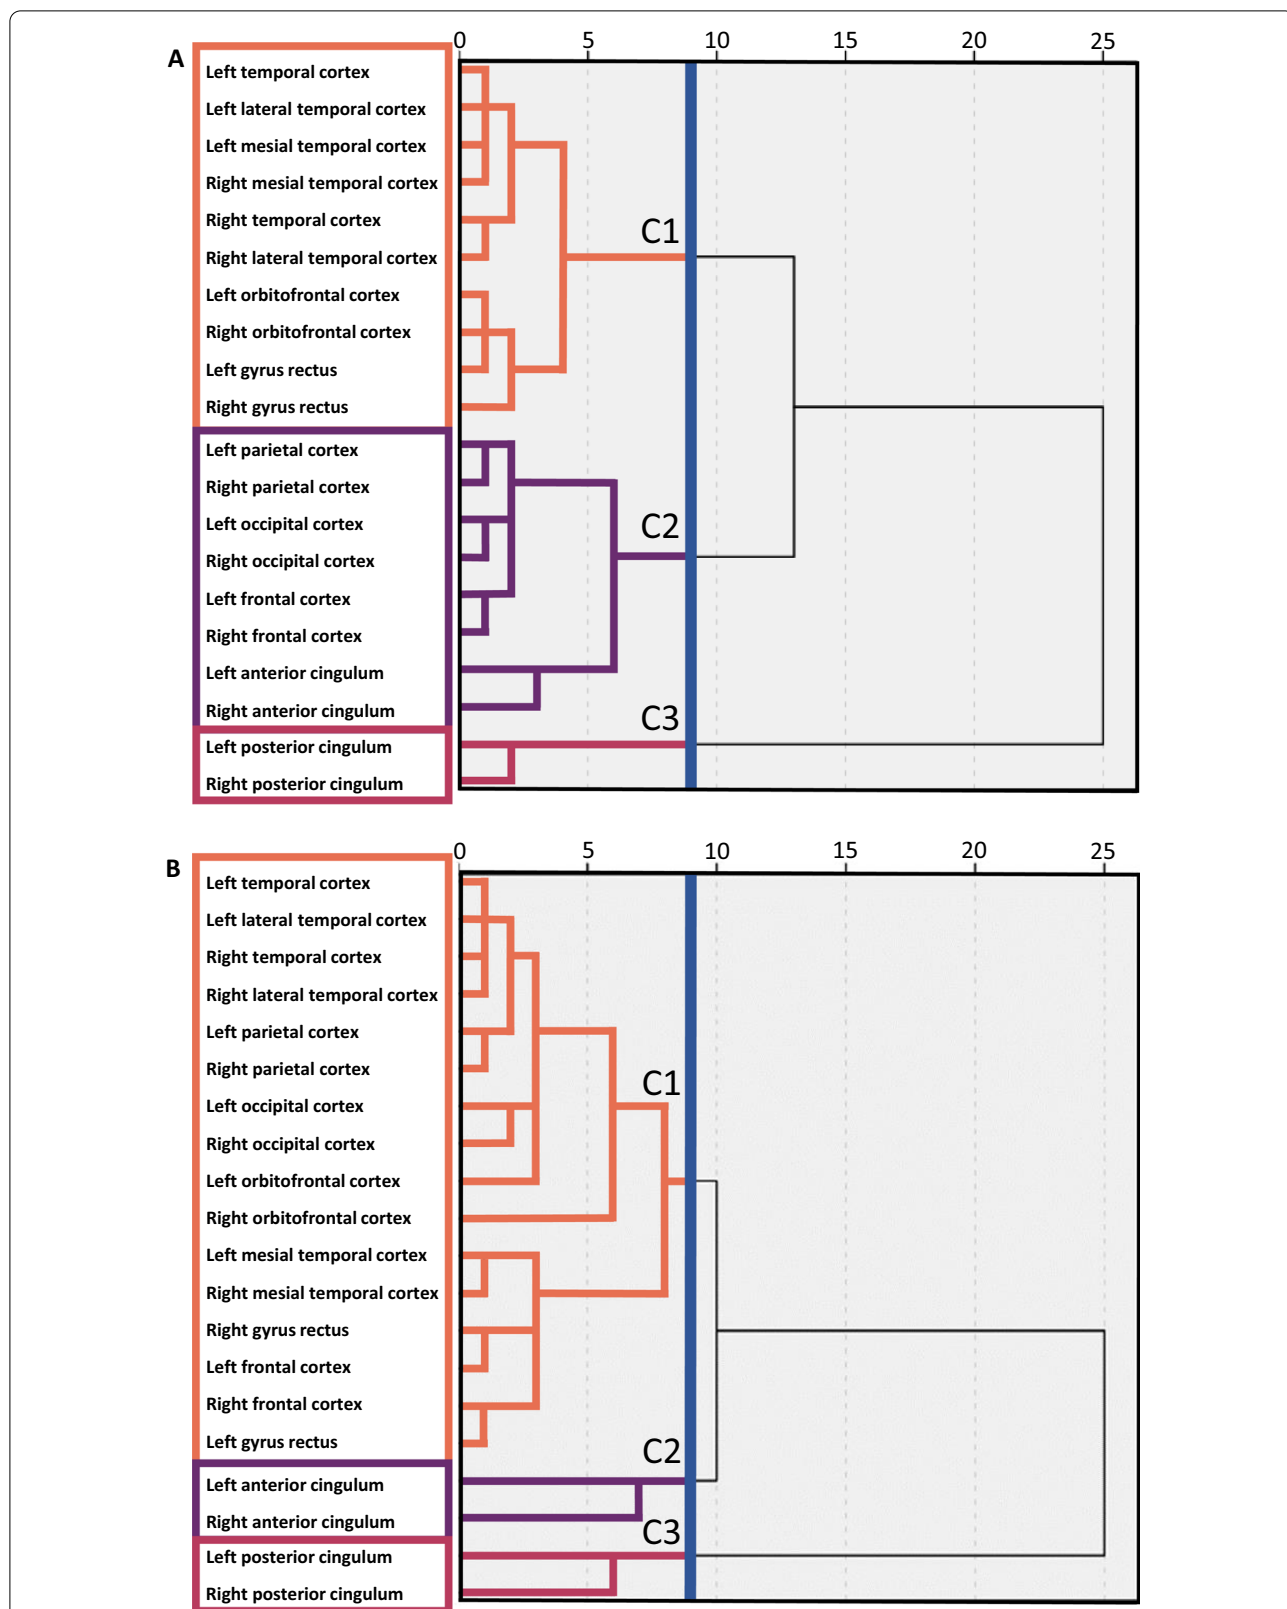 0 5 10 15 20 25
A
Left temporal cortex
Left lateral temporal cortex
Left mesial temporal cortex
Right mesial temporal cortex
Right temporal cortex
C1
Right lateral temporal cortex
Left orbitofrontal cortex
Right orbitofrontal cortex
Left gyrus rectus
Right gyrus rectus
Left parietal cortex
Right parietal cortex
Left occipital cortex
C2
Right occipital cortex
Left frontal cortex
Right frontal cortex
Left anterior cingulum
Right anterior cingulum
C3
Left posterior cingulum
Right posterior cingulum
0 5 10 15 20 25
B
Left temporal cortex
Left lateral temporal cortex
Right temporal cortex
Right lateral temporal cortex
Left parietal cortex
Right parietal cortex
C1
Left occipital cortex
Right occipital cortex
Left orbitofrontal cortex
Right orbitofrontal cortex
Left mesial temporal cortex
Right mesial temporal cortex
Right gyrus rectus
Left frontal cortex
Right frontal cortex
Left gyrus rectus
C2
Left anterior cingulum
Right anterior cingulum
C3
Left posterior cingulum
Right posterior cingulum